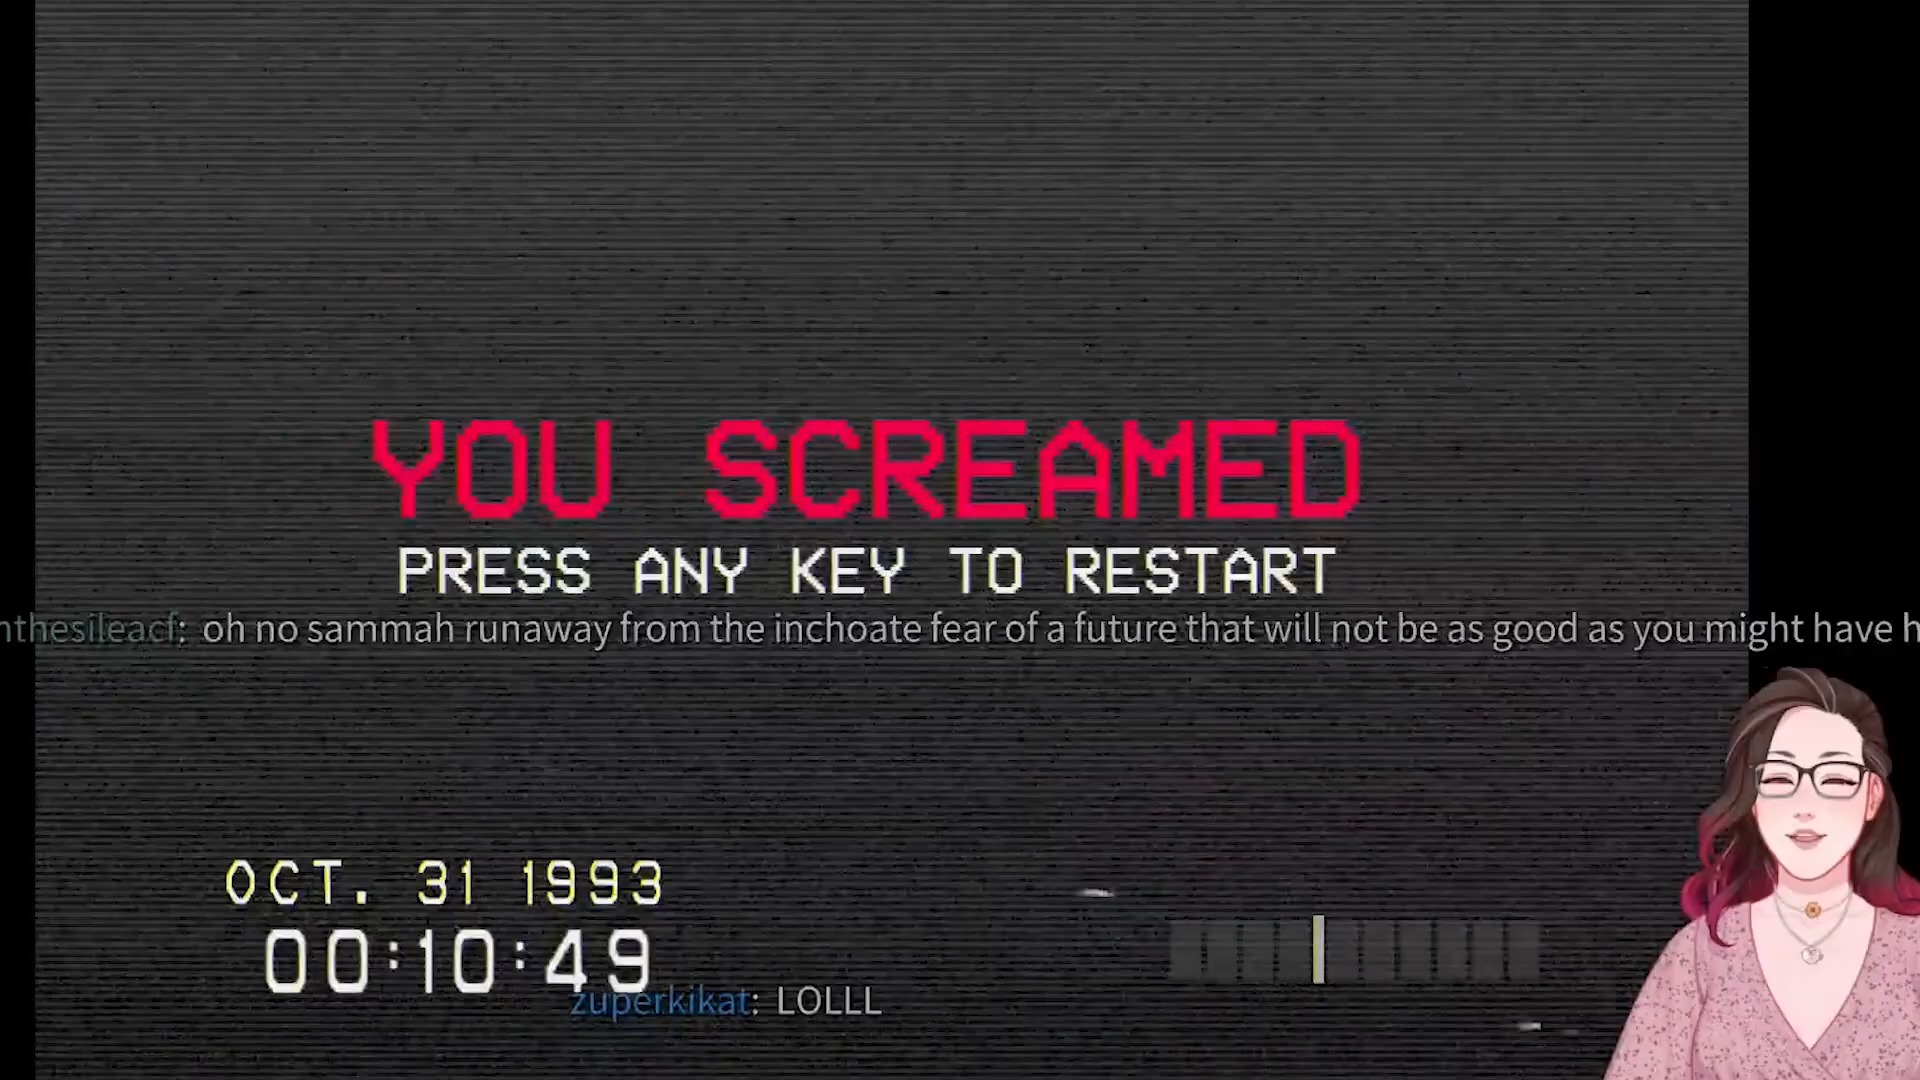 YOU SCREAMED
PRESS ANY KEY TO RESTART
nthesileacf: oh no sammah runaway from the inchoate fear of a future that will not be as good as you might have h
OCT. 31 1993
00:10:49
zuperkikat: LOLLL